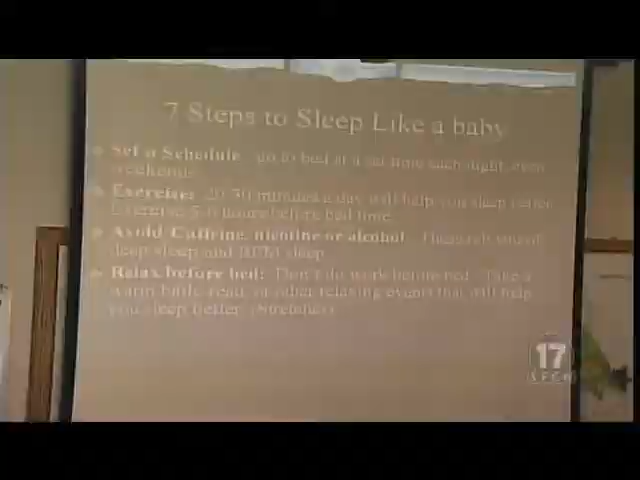 7 Steps to Sleep Like a baby
Set a Schedule go to bed at a set time each night, even
weekends
Exercise: 20-30 minutes a day will help you sleep better
Exercise 5-6 hours before bed time
Avoid Caffeine, nicotine or alcohol
deep sleep and REM sleep
Relax before bed: Don't do work before bed. Take a
warm bath, read, or other relaxing events that will help
you sleep better. (Stretches)
17